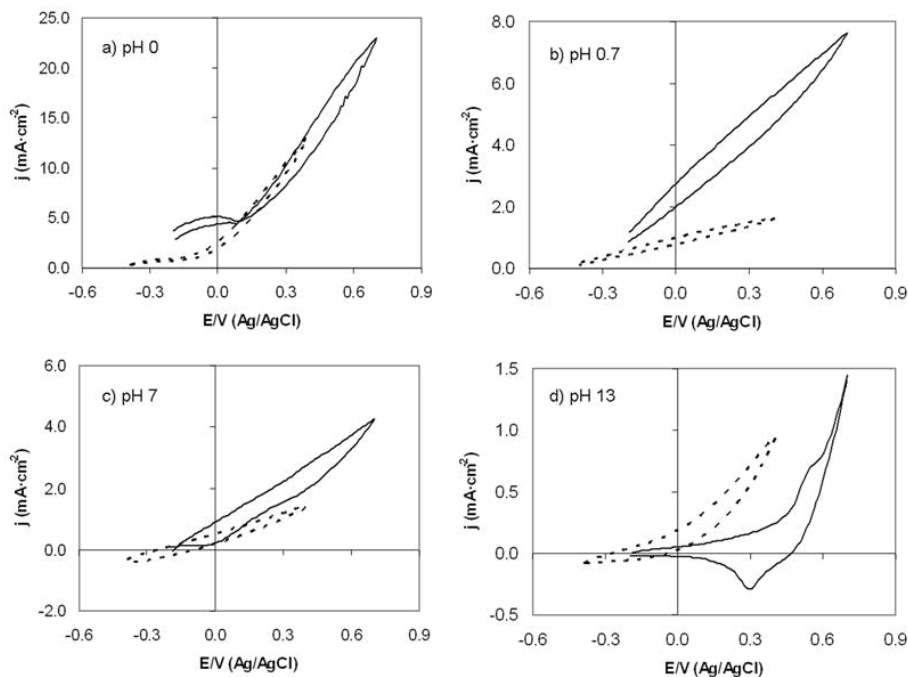 a) pH 0
25.0
20.0
15.0
10.0
5.0
0.0
-0.6 -0.3 0.0 0.3 0.6 0.9
j (mA·cm-2)
E/V (Ag/AgCl)
b) pH 0.7
8.0
6.0
4.0
2.0
0.0
-0.6 -0.3 0.0 0.3 0.6 0.9
j (mA·cm-2)
E/V (Ag/AgCl)
c) pH 7
6.0
4.0
2.0
0.0
-2.0
-0.6 -0.3 0.0 0.3 0.6 0.9
j (mA·cm-2)
E/V (Ag/AgCl)
d) pH 13
1.5
1.0
0.5
0.0
-0.5
-0.6 -0.3 0.0 0.3 0.6 0.9
j (mA·cm-2)
E/V (Ag/AgCl)